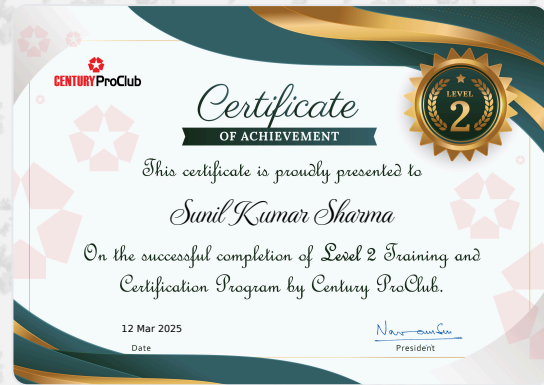 CENTURY ProClub
LEVEL
2
Certificate
OF ACHIEVEMENT
This certificate is proudly presented to
Sunil Kumar Sharma
On the successful completion of Level 2 Training and
Certification Program by Century ProClub.
12 Mar 2025
Date
President